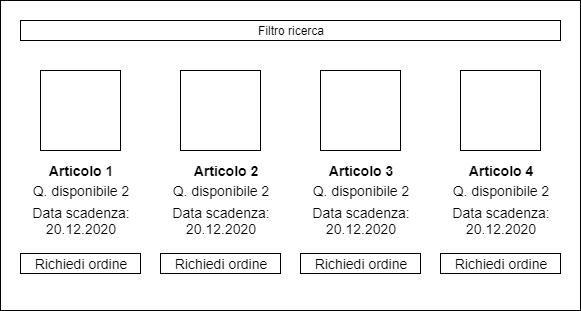 Filtro ricerca
Articolo 1
Q. disponibile 2
Data scadenza:
20.12.2020
Richiedi ordine
Articolo 2
Q. disponibile 2
Data scadenza:
20.12.2020
Richiedi ordine
Articolo 3
Q. disponibile 2
Data scadenza:
20.12.2020
Richiedi ordine
Articolo 4
Q. disponibile 2
Data scadenza:
20.12.2020
Richiedi ordine